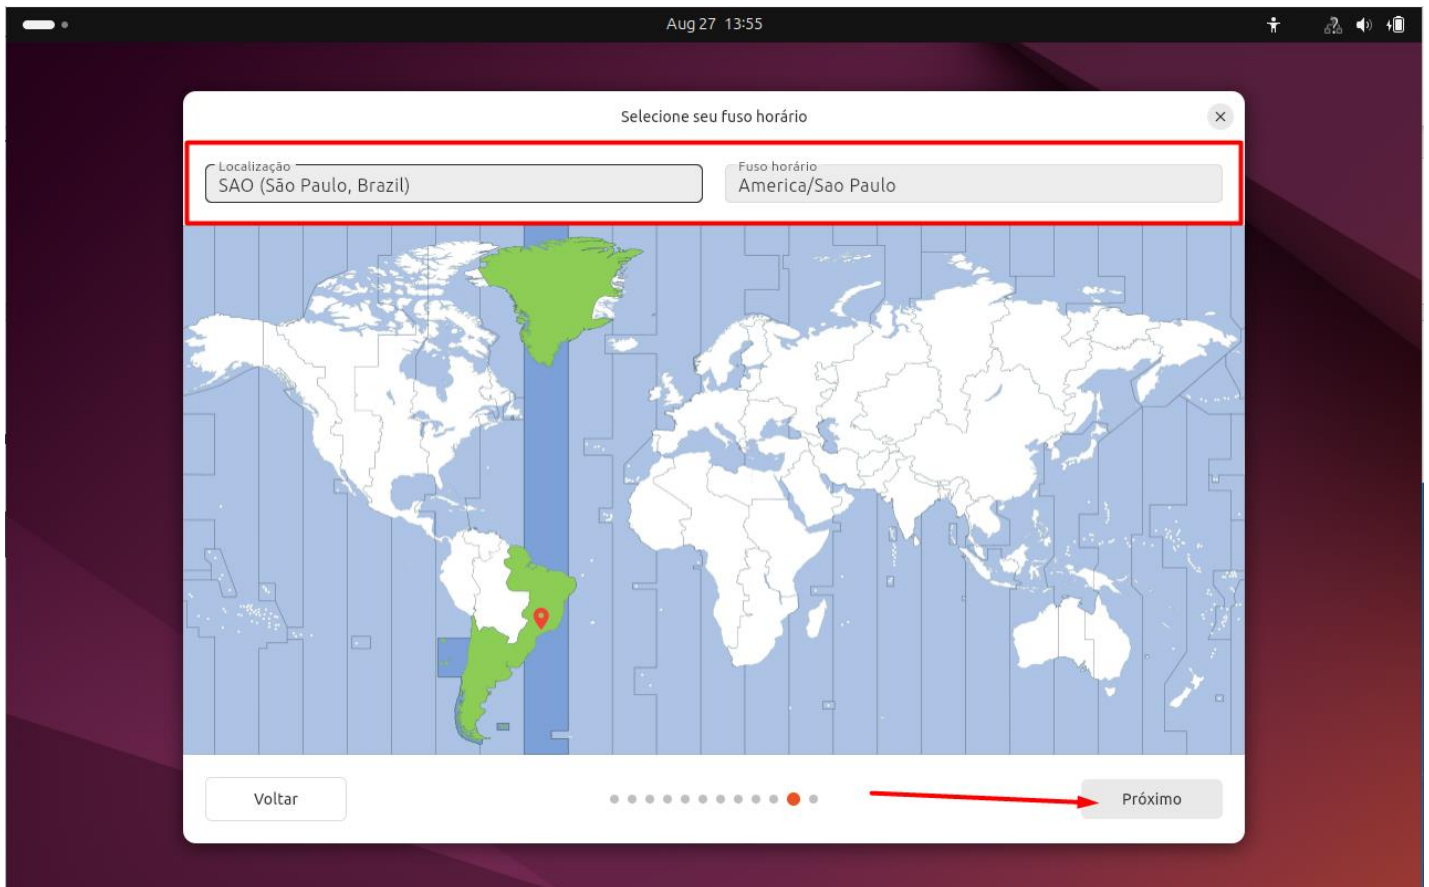 Aug 27 13:55
Selecione seu fuso horário
Localização
SAO (São Paulo, Brazil)
Fuso horário
America/Sao Paulo
Voltar
Próximo